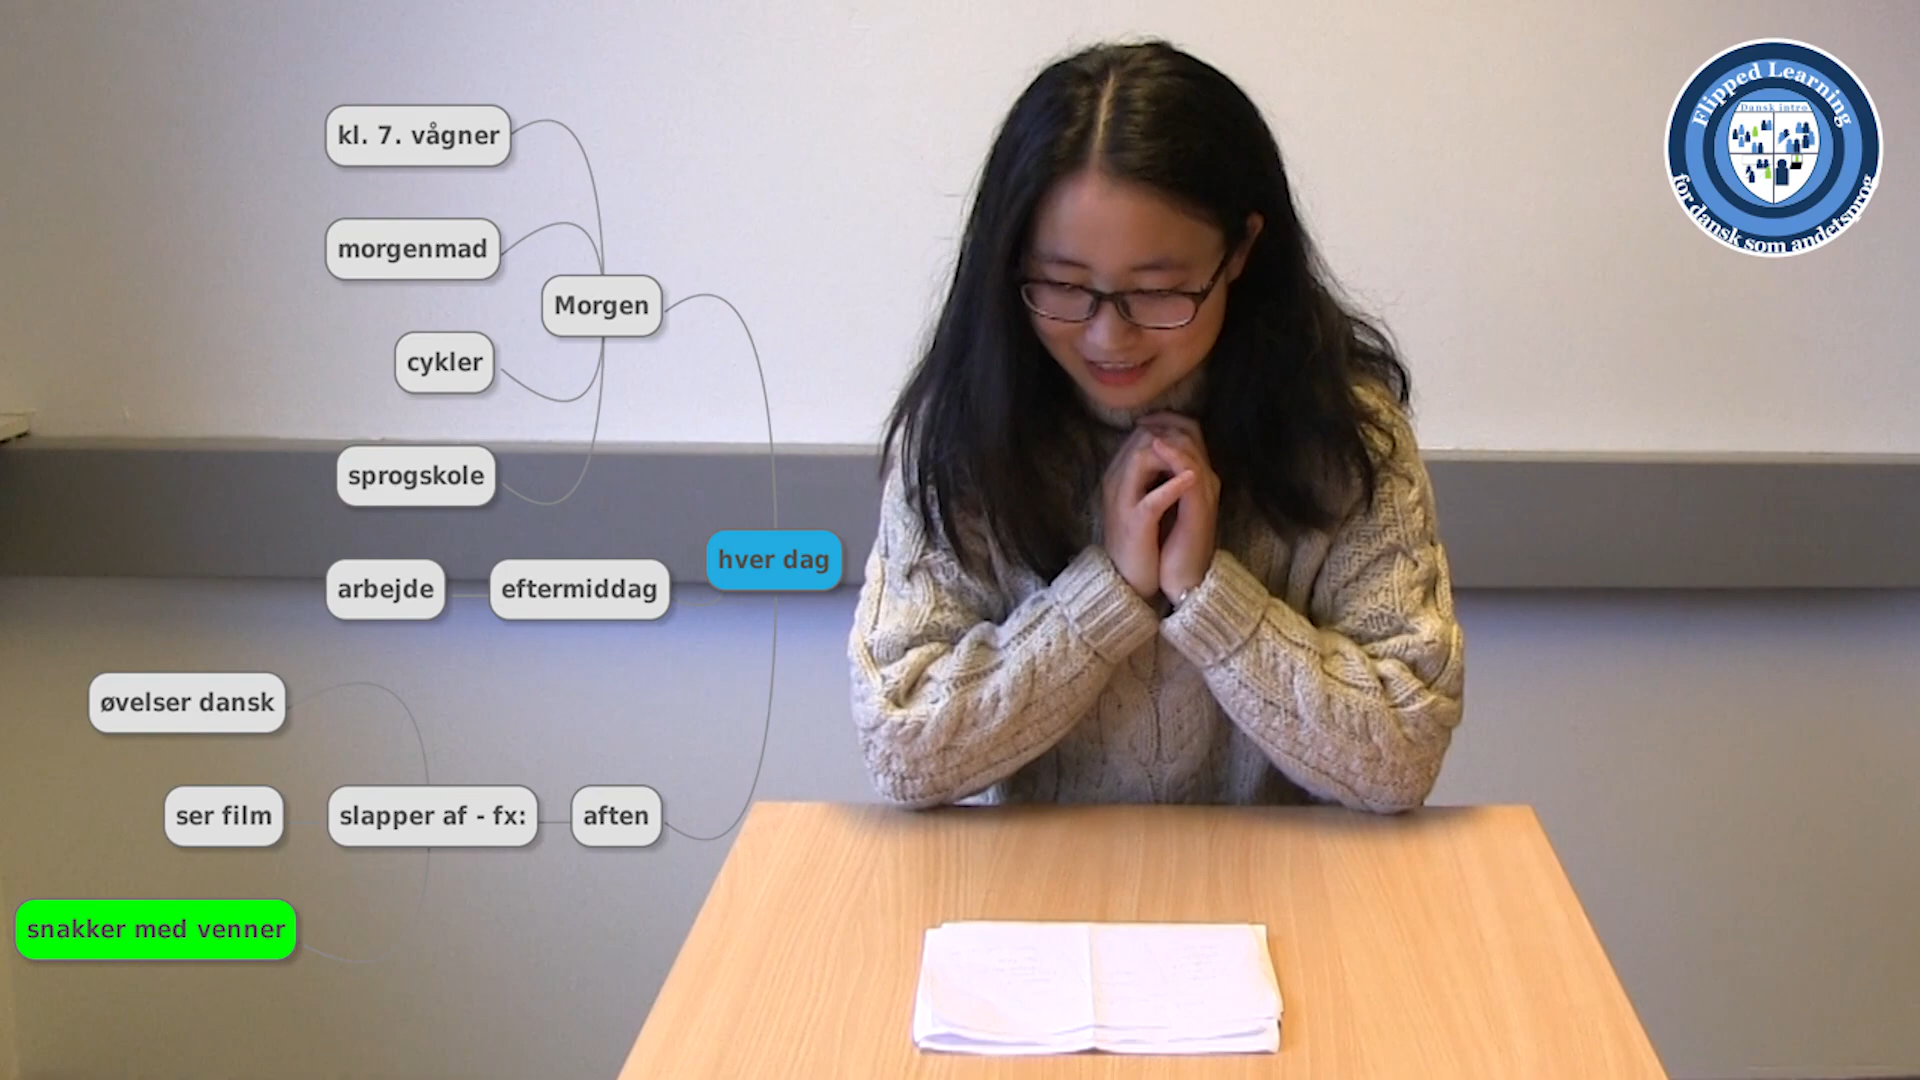 kl. 7. vågner
morgenmad
Morgen
cykler
sprogskole
hver dag
arbejde
eftermiddag
øvelser dansk
ser film
slapper af - fx:
aften
snakker med venner
Flipped Learning
Dansk intro
for dansk som andetsprog